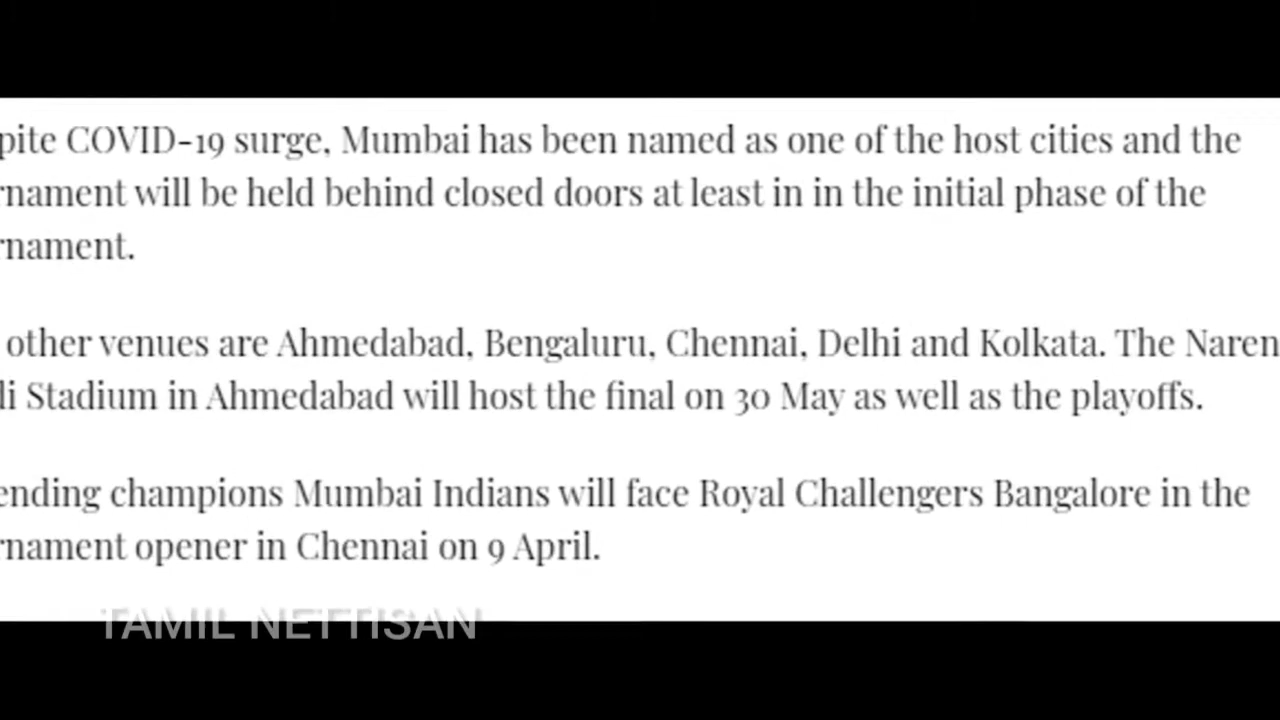 pite COVID-19 surge, Mumbai has been named as one of the host cities and the
rnament will be held behind closed doors at least in in the initial phase of the
rnament.
other venues are Ahmedabad, Bengaluru, Chennai, Delhi and Kolkata. The Naren
li Stadium in Ahmedabad will host the final on 30 May as well as the playoffs.
ending champions Mumbai Indians will face Royal Challengers Bangalore in the
rnament opener in Chennai on 9 April.
TAMIL NETTISAN